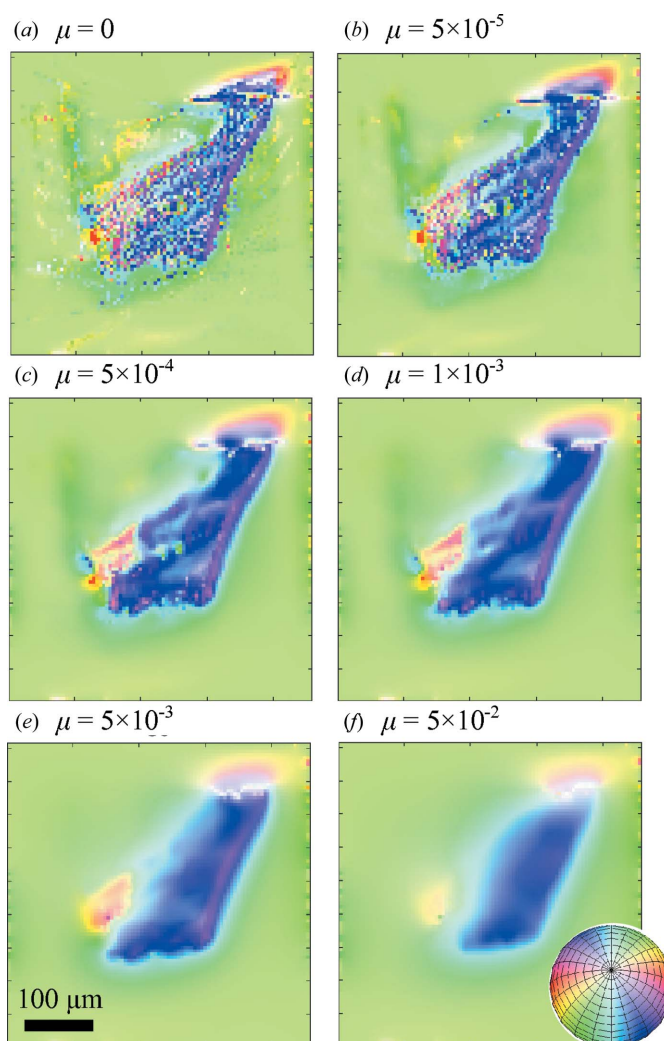 (a) μ = 0
(b) μ = 5×10⁻⁵
(c) μ = 5×10⁻⁴
(d) μ = 1×10⁻³
(e) μ = 5×10⁻³
(f) μ = 5×10⁻²
100 μm